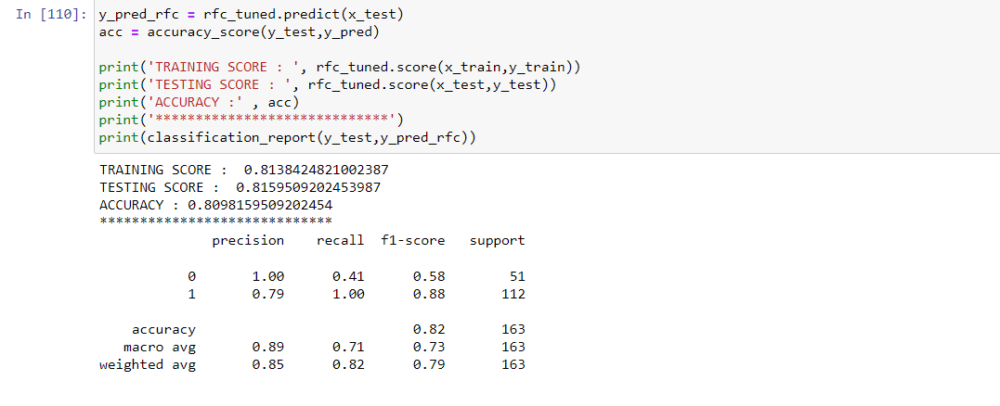 In [110]: y_pred_rfc = rfc_tuned.predict(x_test)
acc = accuracy_score(y_test,y_pred)
print('TRAINING SCORE : ', rfc_tuned.score(x_train,y_train))
print('TESTING SCORE : ', rfc_tuned.score(x_test,y_test))
print('ACCURACY :' , acc)
print('*****************************')
print(classification_report(y_test,y_pred_rfc))
TRAINING SCORE :  0.8138424821002387
TESTING SCORE :  0.8159509202453987
ACCURACY : 0.8098159509202454
*****************************
precision recall f1-score support
0 1.00 0.41 0.58 51
1 0.79 1.00 0.88 112
accuracy 0.82 163
macro avg 0.89 0.71 0.73 163
weighted avg 0.85 0.82 0.79 163